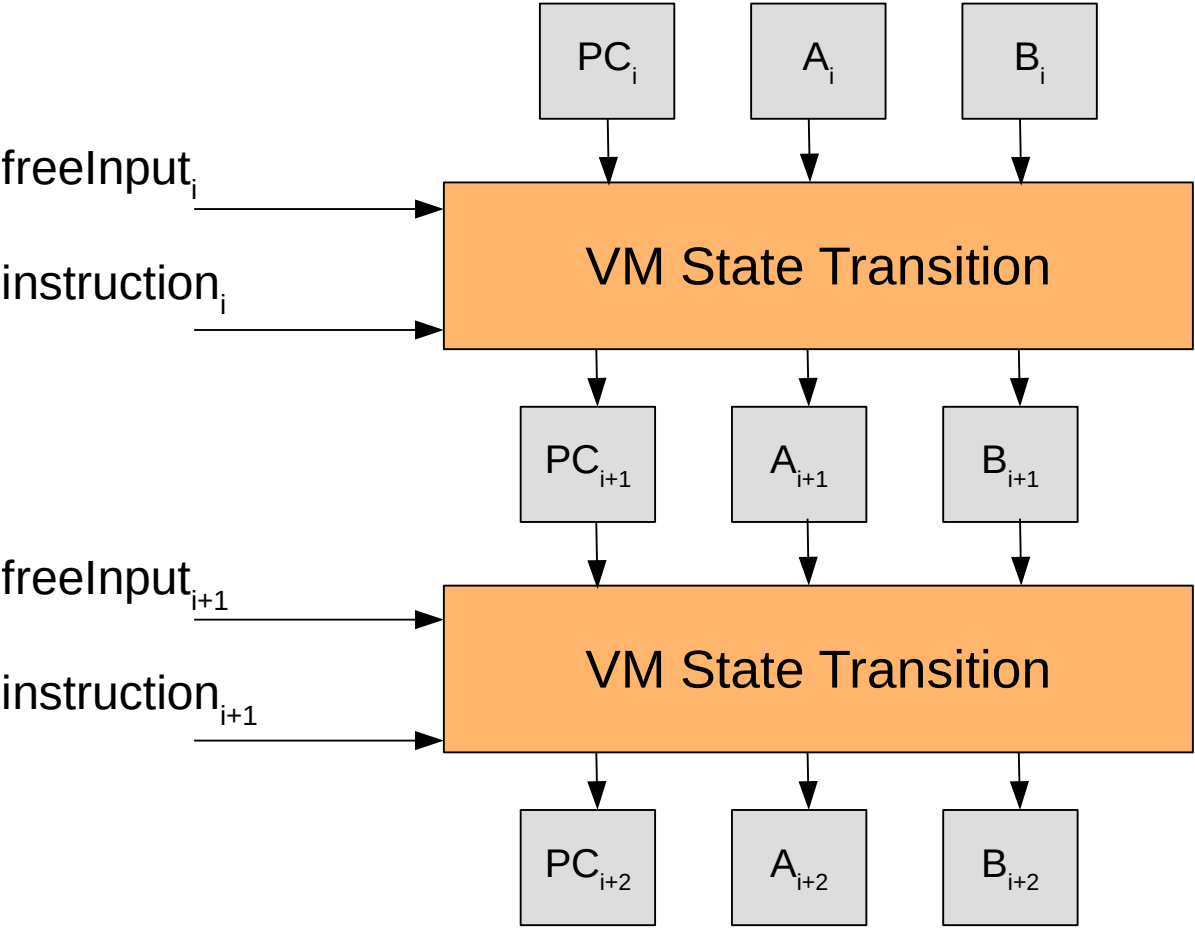 PCi Ai Bi
freeInputi
instructioni
VM State Transition
PCi+1 Ai+1 Bi+1
freeInputi+1
instructioni+1
VM State Transition
PCi+2 Ai+2 Bi+2